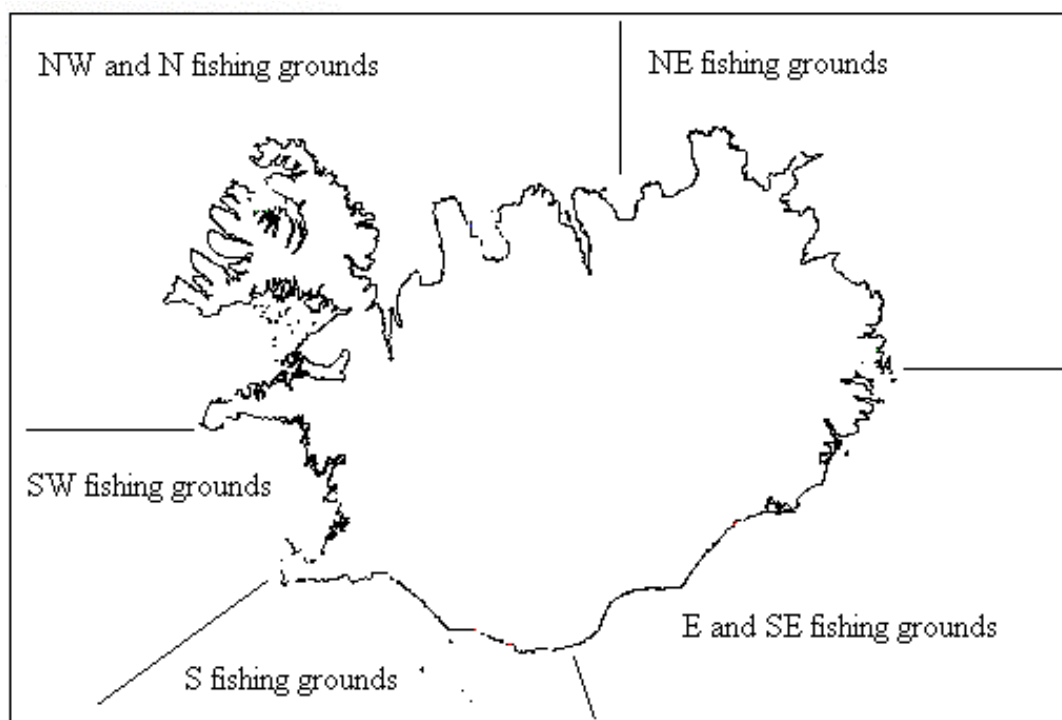 NW and N fishing grounds
NE fishing grounds
SW fishing grounds
E and SE fishing grounds
S fishing grounds